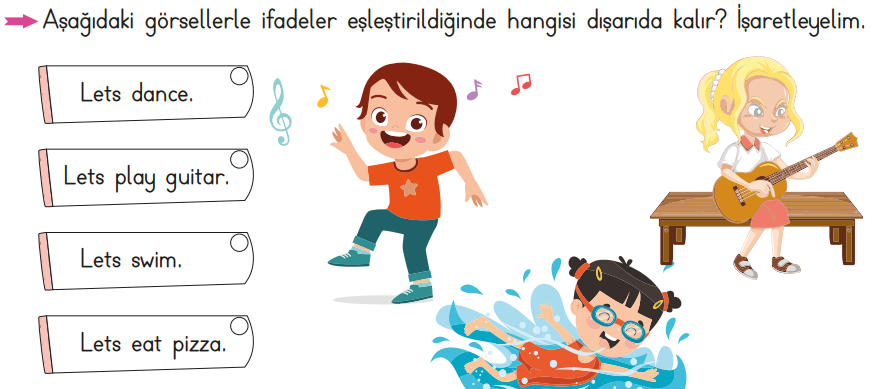 Aşağıdaki görsellerle ifadeler eşleştirildiğinde hangisi dışarıda kalır? İşaretleyelim.
Lets dance.
Lets play guitar.
Lets swim.
Lets eat pizza.